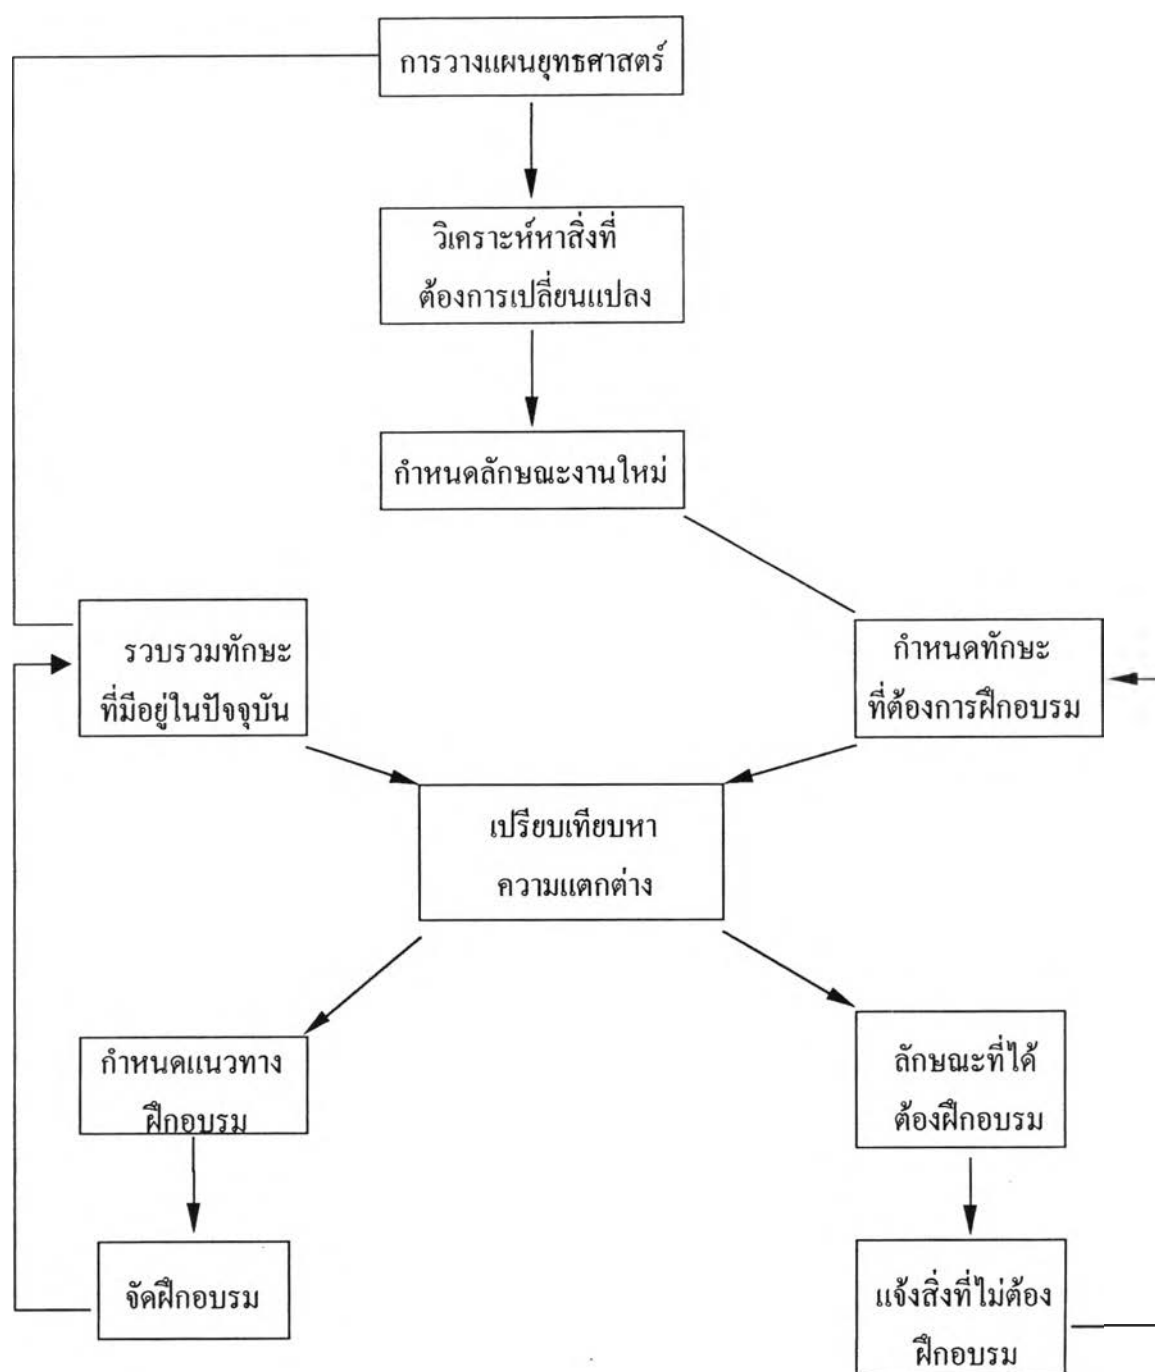 การวางแผนยุทธศาสตร์
วิเคราะห์หาสิ่งที่
ต้องการเปลี่ยนแปลง
กำหนดลักษณะงานใหม่
รวบรวมทักษะ
ที่มีอยู่ในปัจจุบัน
กำหนดทักษะ
ที่ต้องการฝึกอบรม
เปรียบเทียบหา
ความแตกต่าง
กำหนดแนวทาง
ฝึกอบรม
ลักษณะที่ได้
ต้องฝึกอบรม
จัดฝึกอบรม
แจ้งสิ่งที่ไม่ต้อง
ฝึกอบรม